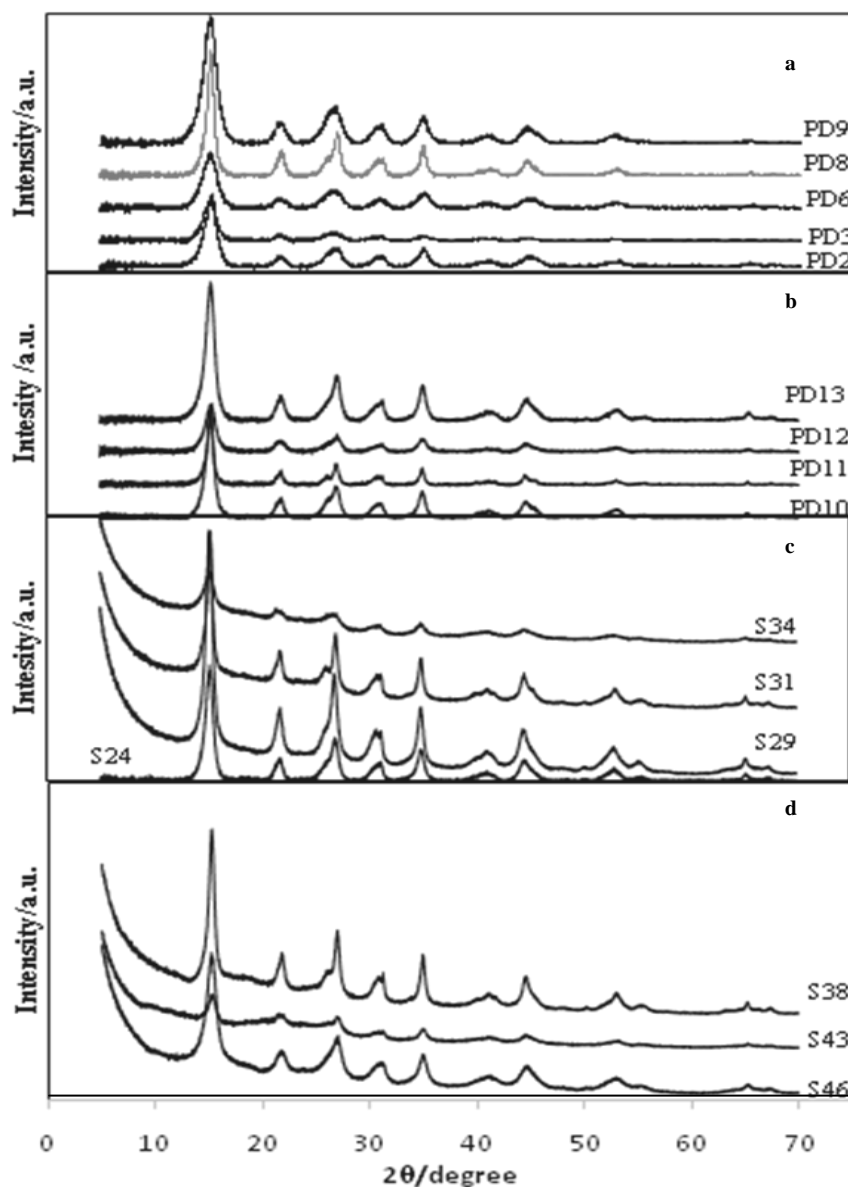 a
Intensity/a.u.
PD9
PD8
PD6
PD3
PD2
b
Intesity /a.u.
PD13
PD12
PD11
PD10
c
Intesity/a.u.
S34
S31
S29
S24
d
Intensity/a.u.
S38
S43
S46
0 10 20 30 40 50 60 70
2θ/degree